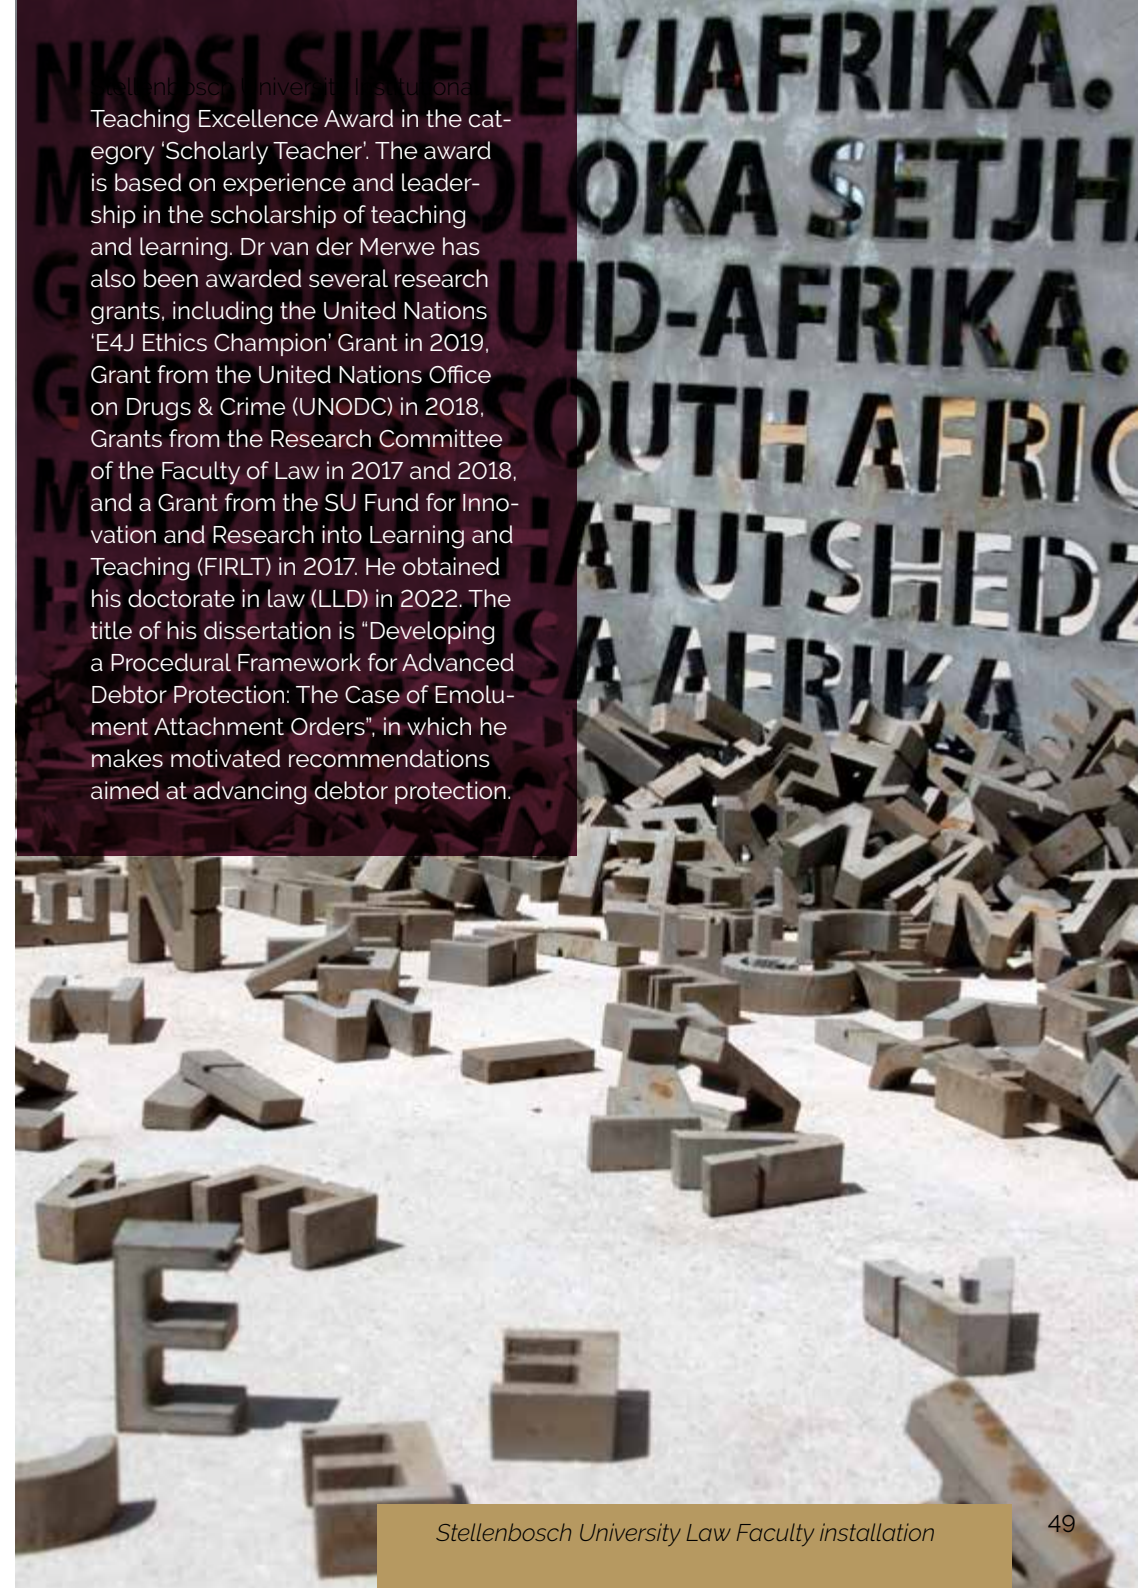 Stellenbosch University Institutional
Teaching Excellence Award in the cat-
egory ‘Scholarly Teacher’. The award
is based on experience and leader-
ship in the scholarship of teaching
and learning. Dr van der Merwe has
also been awarded several research
grants, including the United Nations
‘E4J Ethics Champion’ Grant in 2019,
Grant from the United Nations Office
on Drugs & Crime (UNODC) in 2018,
Grants from the Research Committee
of the Faculty of Law in 2017 and 2018,
and a Grant from the SU Fund for Inno-
vation and Research into Learning and
Teaching (FIRLT) in 2017. He obtained
his doctorate in law (LLD) in 2022. The
title of his dissertation is “Developing
a Procedural Framework for Advanced
Debtor Protection: The Case of Emolu-
ment Attachment Orders”, in which he
makes motivated recommendations
aimed at advancing debtor protection.
NKOSI SIKELEL’IAFRIKA.
OKA SETJH
ID-AFRIKA.
SOUTH AFRIC
HATUTSHEDZ
SA AFRIKA
E
Stellenbosch University Law Faculty installation
49